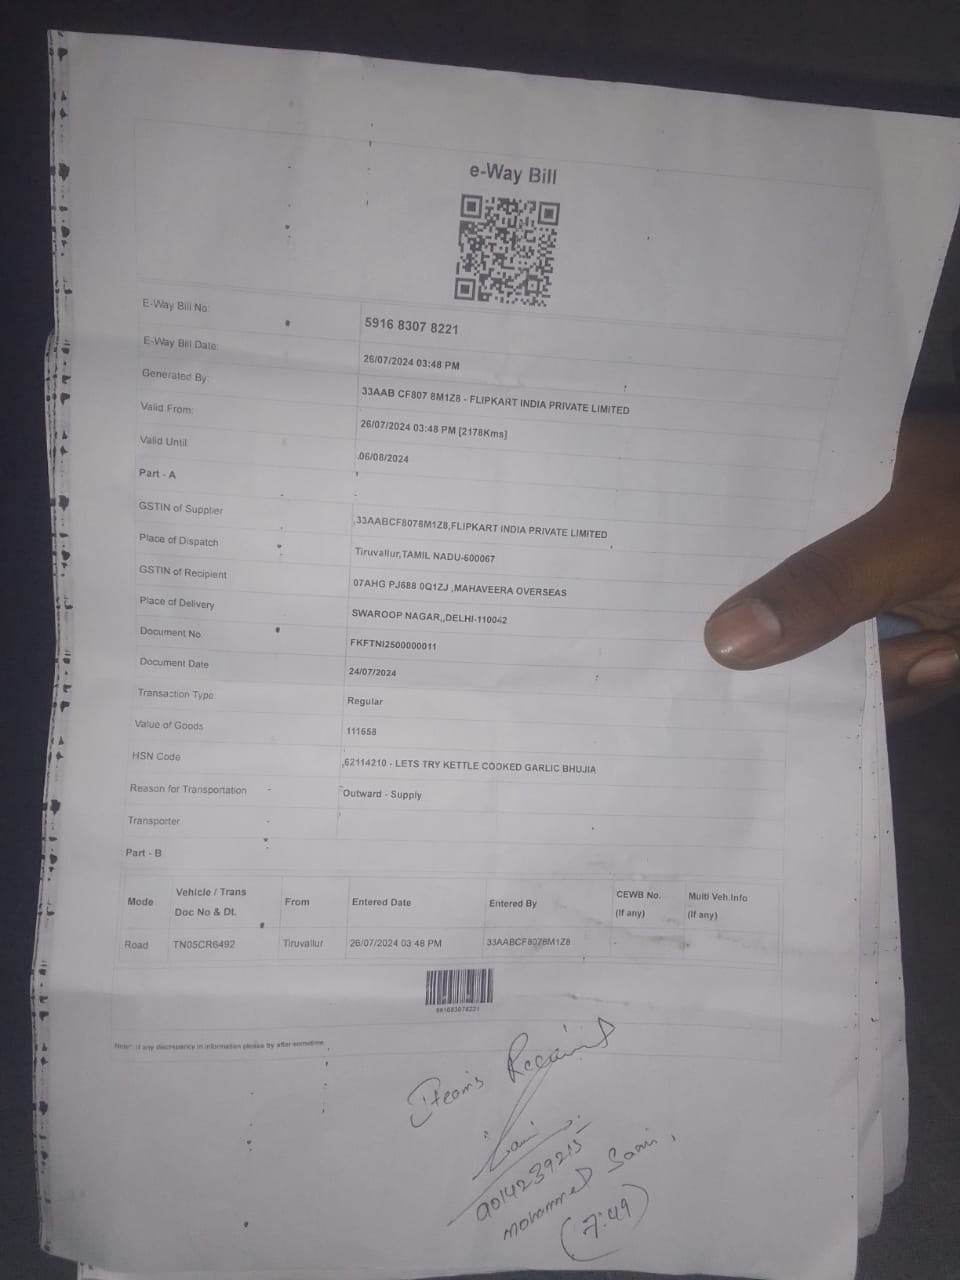 e-Way Bill
E-Way Bill No: 5916 8307 8221
E-Way Bill Date: 26/07/2024 03:48 PM
Generated By: 33AAB CF807 8M1Z8 - FLIPKART INDIA PRIVATE LIMITED
Valid From: 26/07/2024 03:48 PM [2178Kms]
Valid Until: 06/08/2024
Part - A
GSTIN of Supplier ,33AABCF8078M1Z8,FLIPKART INDIA PRIVATE LIMITED
Place of Dispatch Tiruvallur,TAMIL NADU-600067
GSTIN of Recipient 07AHG PJ688 0Q1ZJ ,MAHAVEERA OVERSEAS
Place of Delivery SWAROOP NAGAR,,DELHI-110042
Document No FKFTNI2500000011
Document Date 24/07/2024
Transaction Type: Regular
Value of Goods 111658
HSN Code ,62114210 - LETS TRY KETTLE COOKED GARLIC BHUJIA
Reason for Transportation Outward - Supply
Transporter
Part - B
Mode Vehicle / Trans Doc No & Dt. From Entered Date Entered By CEWB No. (If any) Multi Veh.Info (If any)
Road TN05CR6492 Tiruvallur 26/07/2024 03:48 PM 33AABCF8078M1Z8 -
591683078221
Note*: If any discrepancy in information please try after sometime.
Iteam's
9014239215
mohammed Sami,
(7:49)